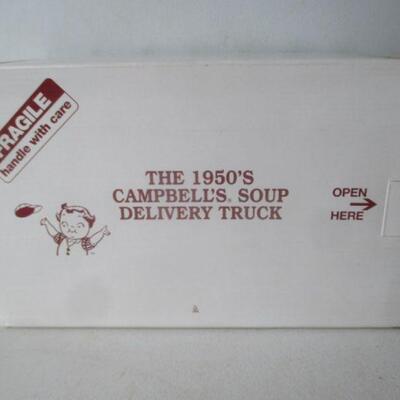 FRAGILE
handle with care
THE 1950'S
CAMPBELL'S® SOUP
DELIVERY TRUCK
OPEN
HERE